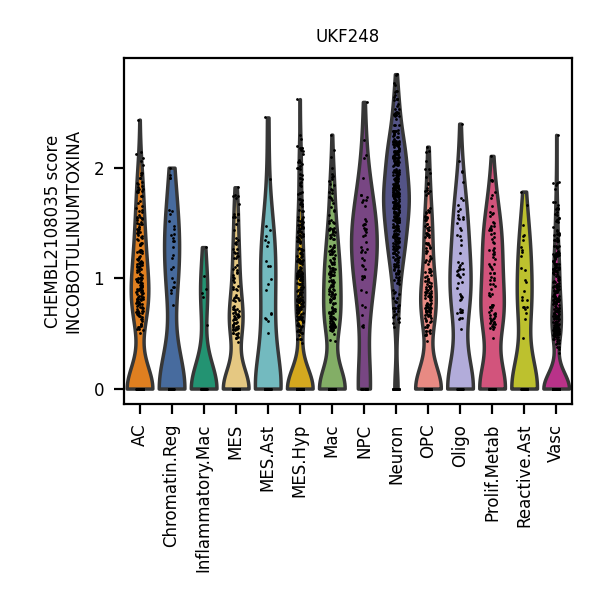 UKF248
CHEMBL2108035 score
INCOBOTULINUMTOXINA
2
1
0
AC
Chromatin.Reg
Inflammatory.Mac
MES
MES.Ast
MES.Hyp
Mac
NPC
Neuron
OPC
Oligo
Prolif.Metab
Reactive.Ast
Vasc